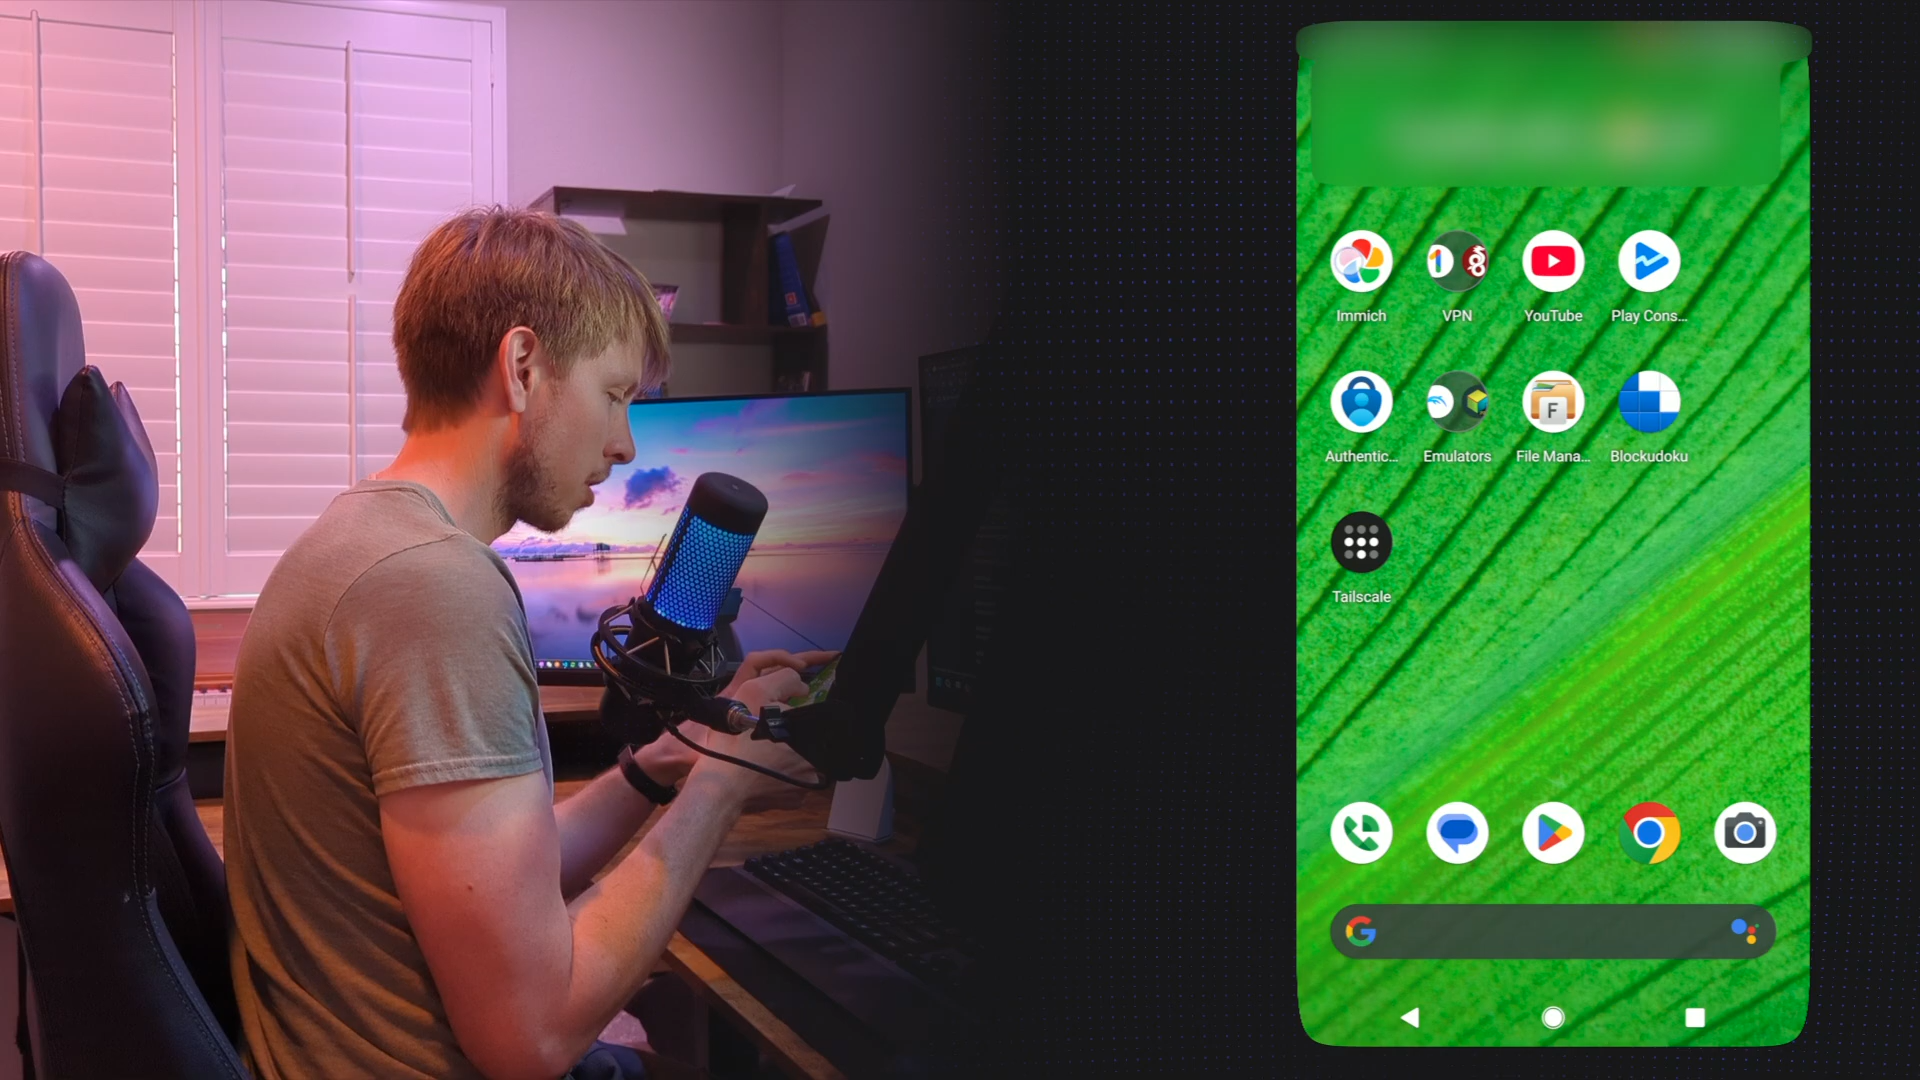 Immich
VPN
YouTube
Play Cons...
Authentic...
Emulators
F
File Mana...
Blockudoku
Tailscale